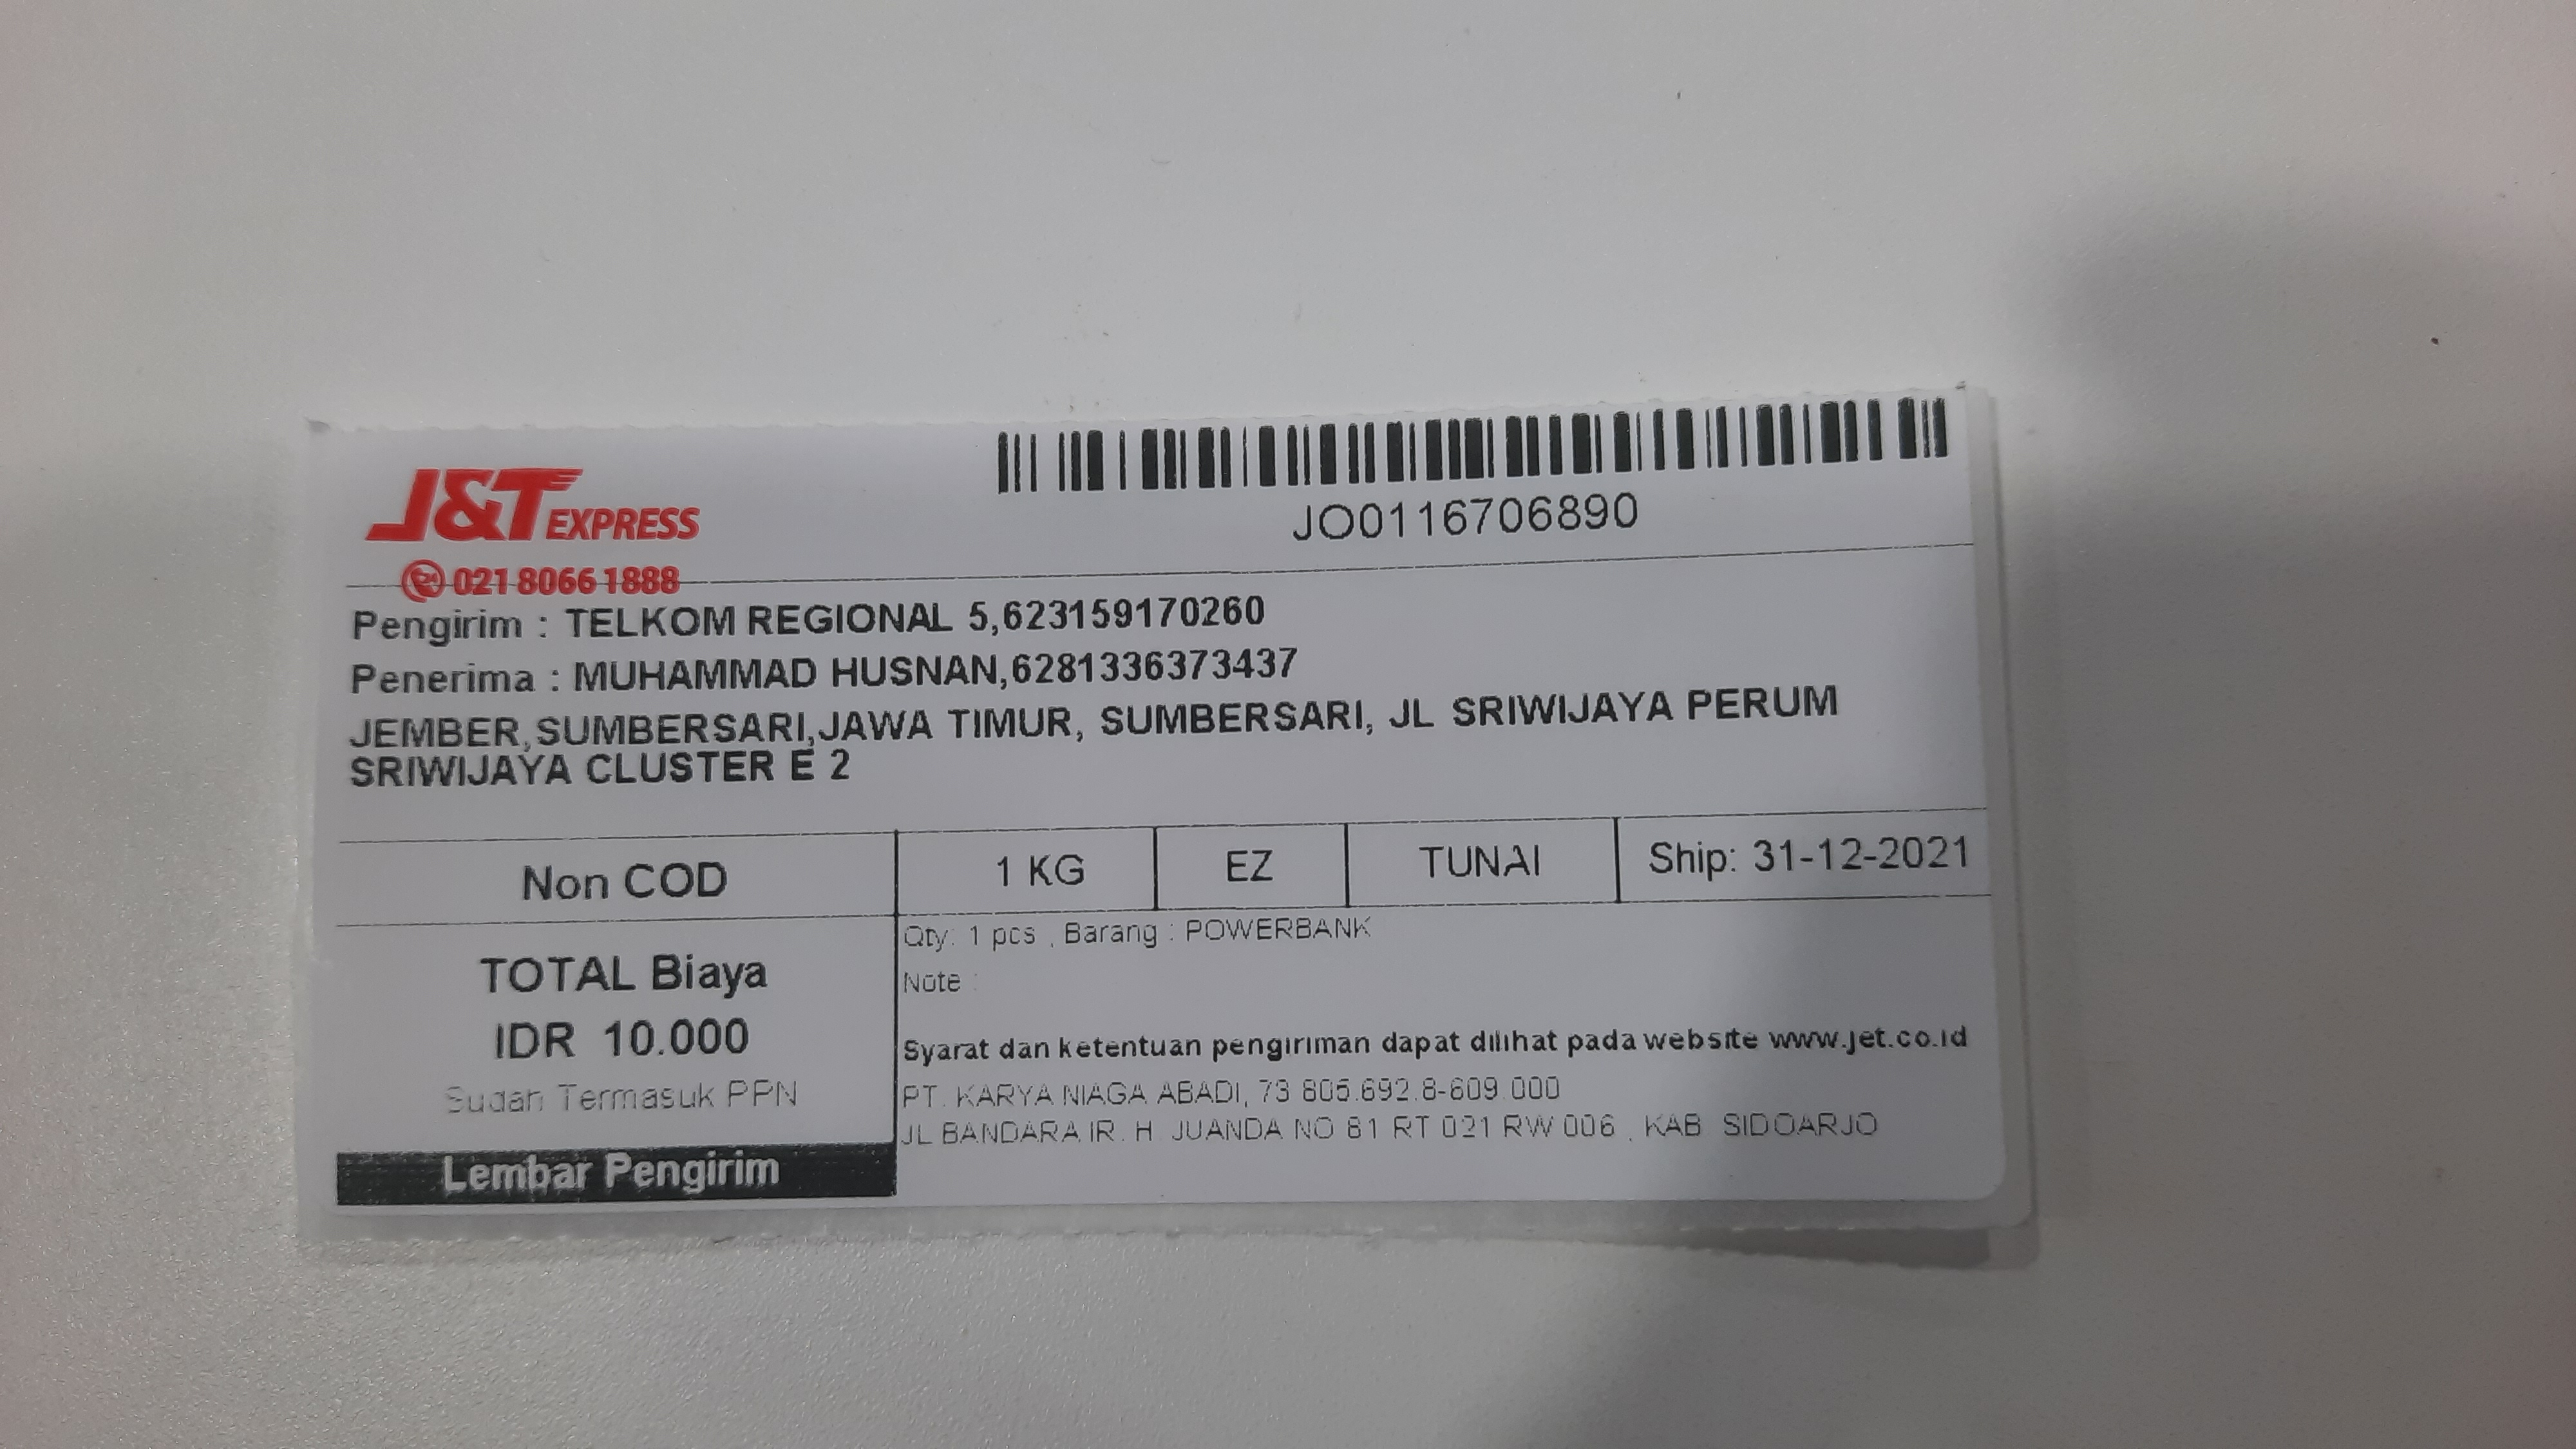 J&T EXPRESS
021 8066 1888
JO0116706890
Pengirim : TELKOM REGIONAL 5,623159170260
Penerima : MUHAMMAD HUSNAN,6281336373437
JEMBER,SUMBERSARI,JAWA TIMUR, SUMBERSARI, JL SRIWIJAYA PERUM
SRIWIJAYA CLUSTER E 2
Non COD
1 KG
EZ
TUNAI
Ship: 31-12-2021
TOTAL Biaya
IDR 10.000
Sudah Termasuk PPN
Lembar Pengirim
Qty: 1 pcs , Barang : POWERBANK
Note :
Syarat dan ketentuan pengiriman dapat dilihat pada website www.jet.co.id
PT. KARYA NIAGA ABADI, 73.805.692.8-609.000
JL BANDARA IR. H JUANDA NO 81 RT 021 RW 006 , KAB SIDOARJO